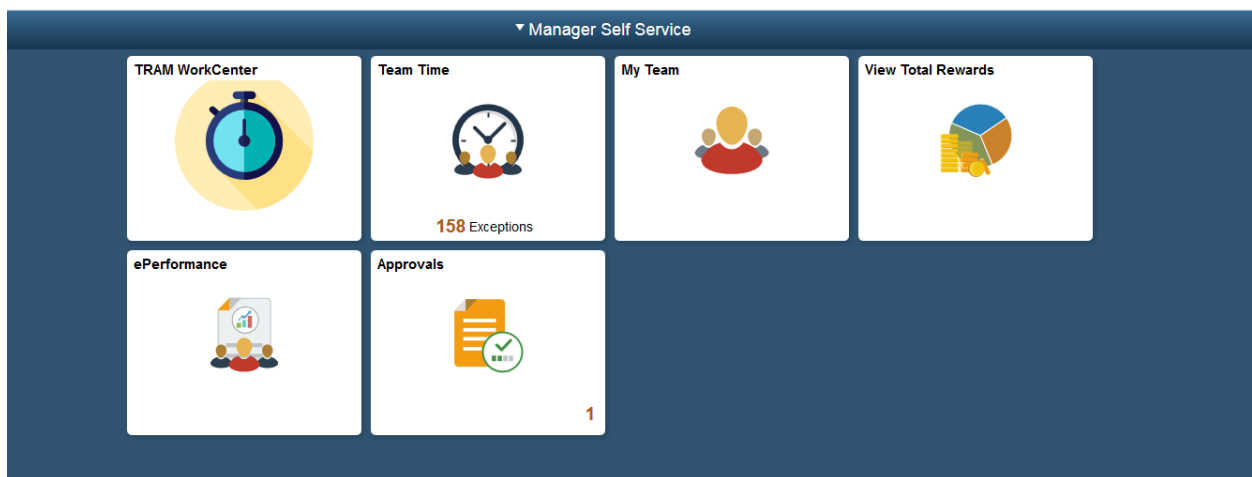 Manager Self Service
TRAM WorkCenter
Team Time
158 Exceptions
My Team
View Total Rewards
ePerformance
Approvals
1